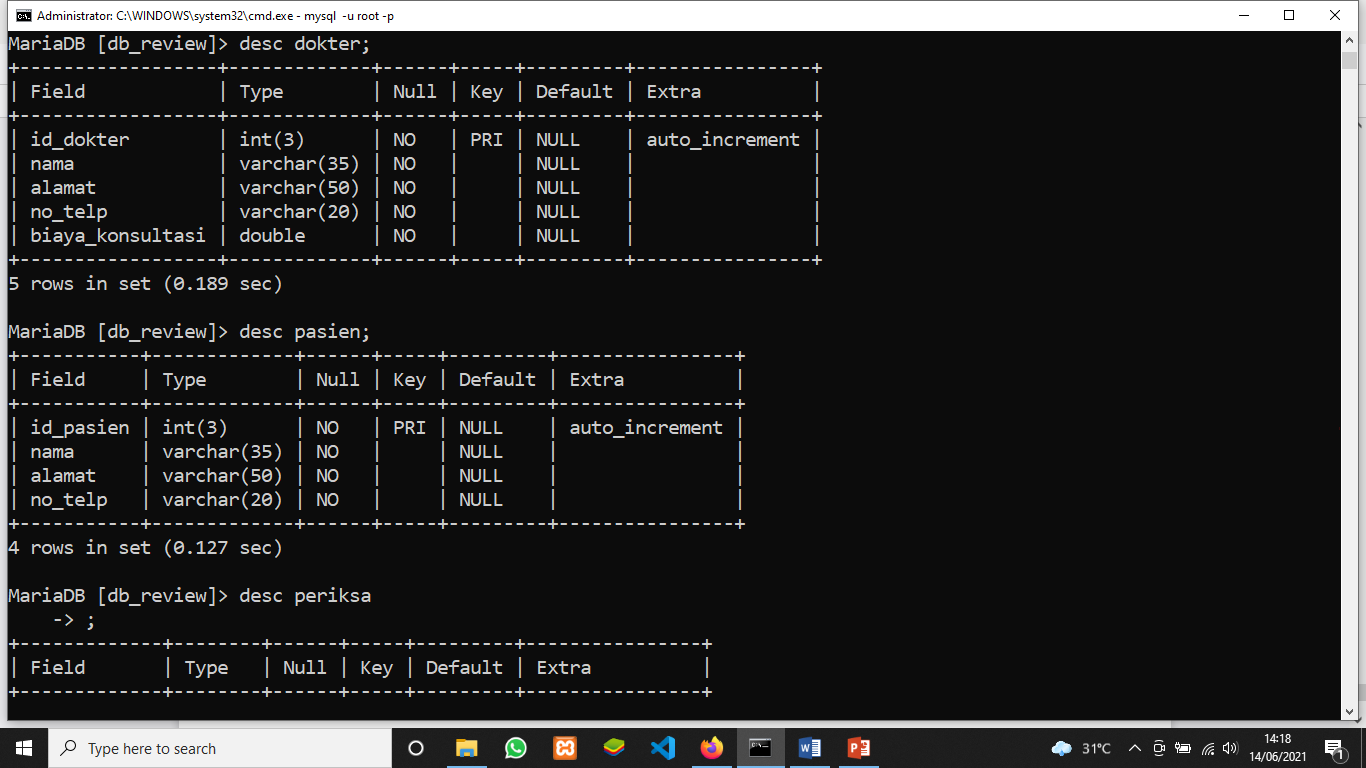 Administrator: C:\WINDOWS\system32\cmd.exe - mysql  -u root -p
MariaDB [db_review]> desc dokter;
+------------------+-------------+------+-----+---------+----------------+
| Field            | Type        | Null | Key | Default | Extra          |
+------------------+-------------+------+-----+---------+----------------+
| id_dokter        | int(3)      | NO   | PRI | NULL    | auto_increment |
| nama             | varchar(35) | NO   |     | NULL    |                |
| alamat           | varchar(50) | NO   |     | NULL    |                |
| no_telp          | varchar(20) | NO   |     | NULL    |                |
| biaya_konsultasi | double      | NO   |     | NULL    |                |
+------------------+-------------+------+-----+---------+----------------+
5 rows in set (0.189 sec)

MariaDB [db_review]> desc pasien;
+-----------+-------------+------+-----+---------+----------------+
| Field     | Type        | Null | Key | Default | Extra          |
+-----------+-------------+------+-----+---------+----------------+
| id_pasien | int(3)      | NO   | PRI | NULL    | auto_increment |
| nama      | varchar(35) | NO   |     | NULL    |                |
| alamat    | varchar(50) | NO   |     | NULL    |                |
| no_telp   | varchar(20) | NO   |     | NULL    |                |
+-----------+-------------+------+-----+---------+----------------+
4 rows in set (0.127 sec)

MariaDB [db_review]> desc periksa
    -> ;
+-------------+--------+------+-----+---------+----------------+
| Field       | Type   | Null | Key | Default | Extra          |
+-------------+--------+------+-----+---------+----------------+
Type here to search
31°C
14:18
14/06/2021
1